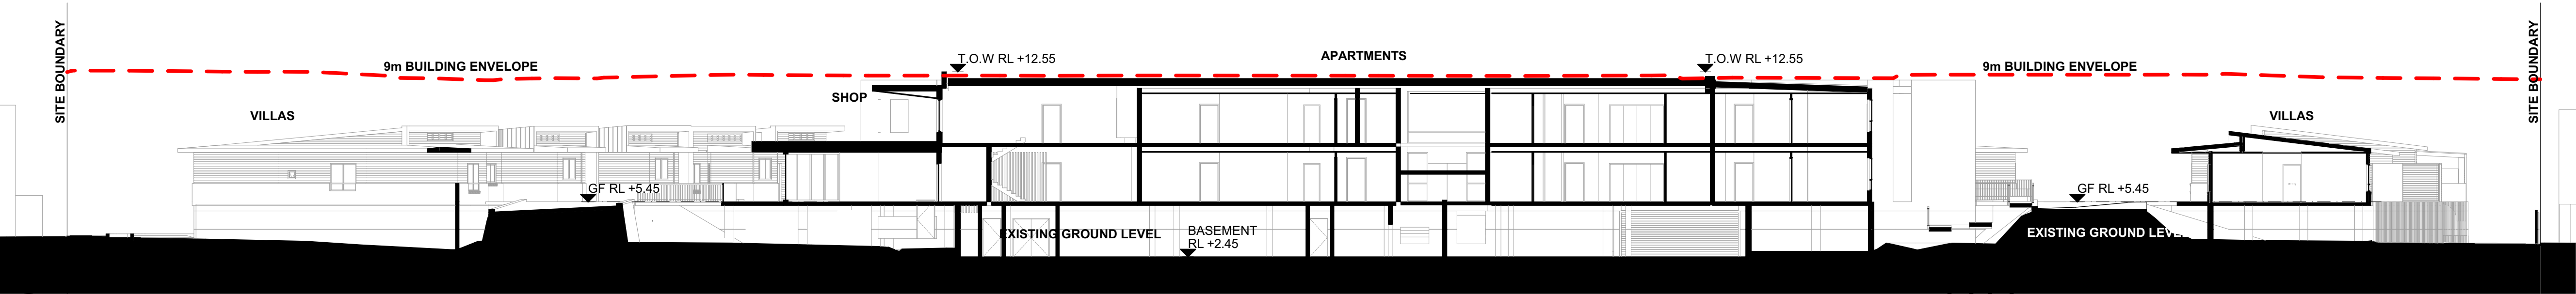 SITE BOUNDARY
9m BUILDING ENVELOPE
T.O.W RL +12.55
APARTMENTS
T.O.W RL +12.55
9m BUILDING ENVELOPE
SITE BOUNDARY
SHOP
VILLAS
VILLAS
GF RL +5.45
GF RL +5.45
EXISTING GROUND LEVEL
BASEMENT
RL +2.45
EXISTING GROUND LEVEL